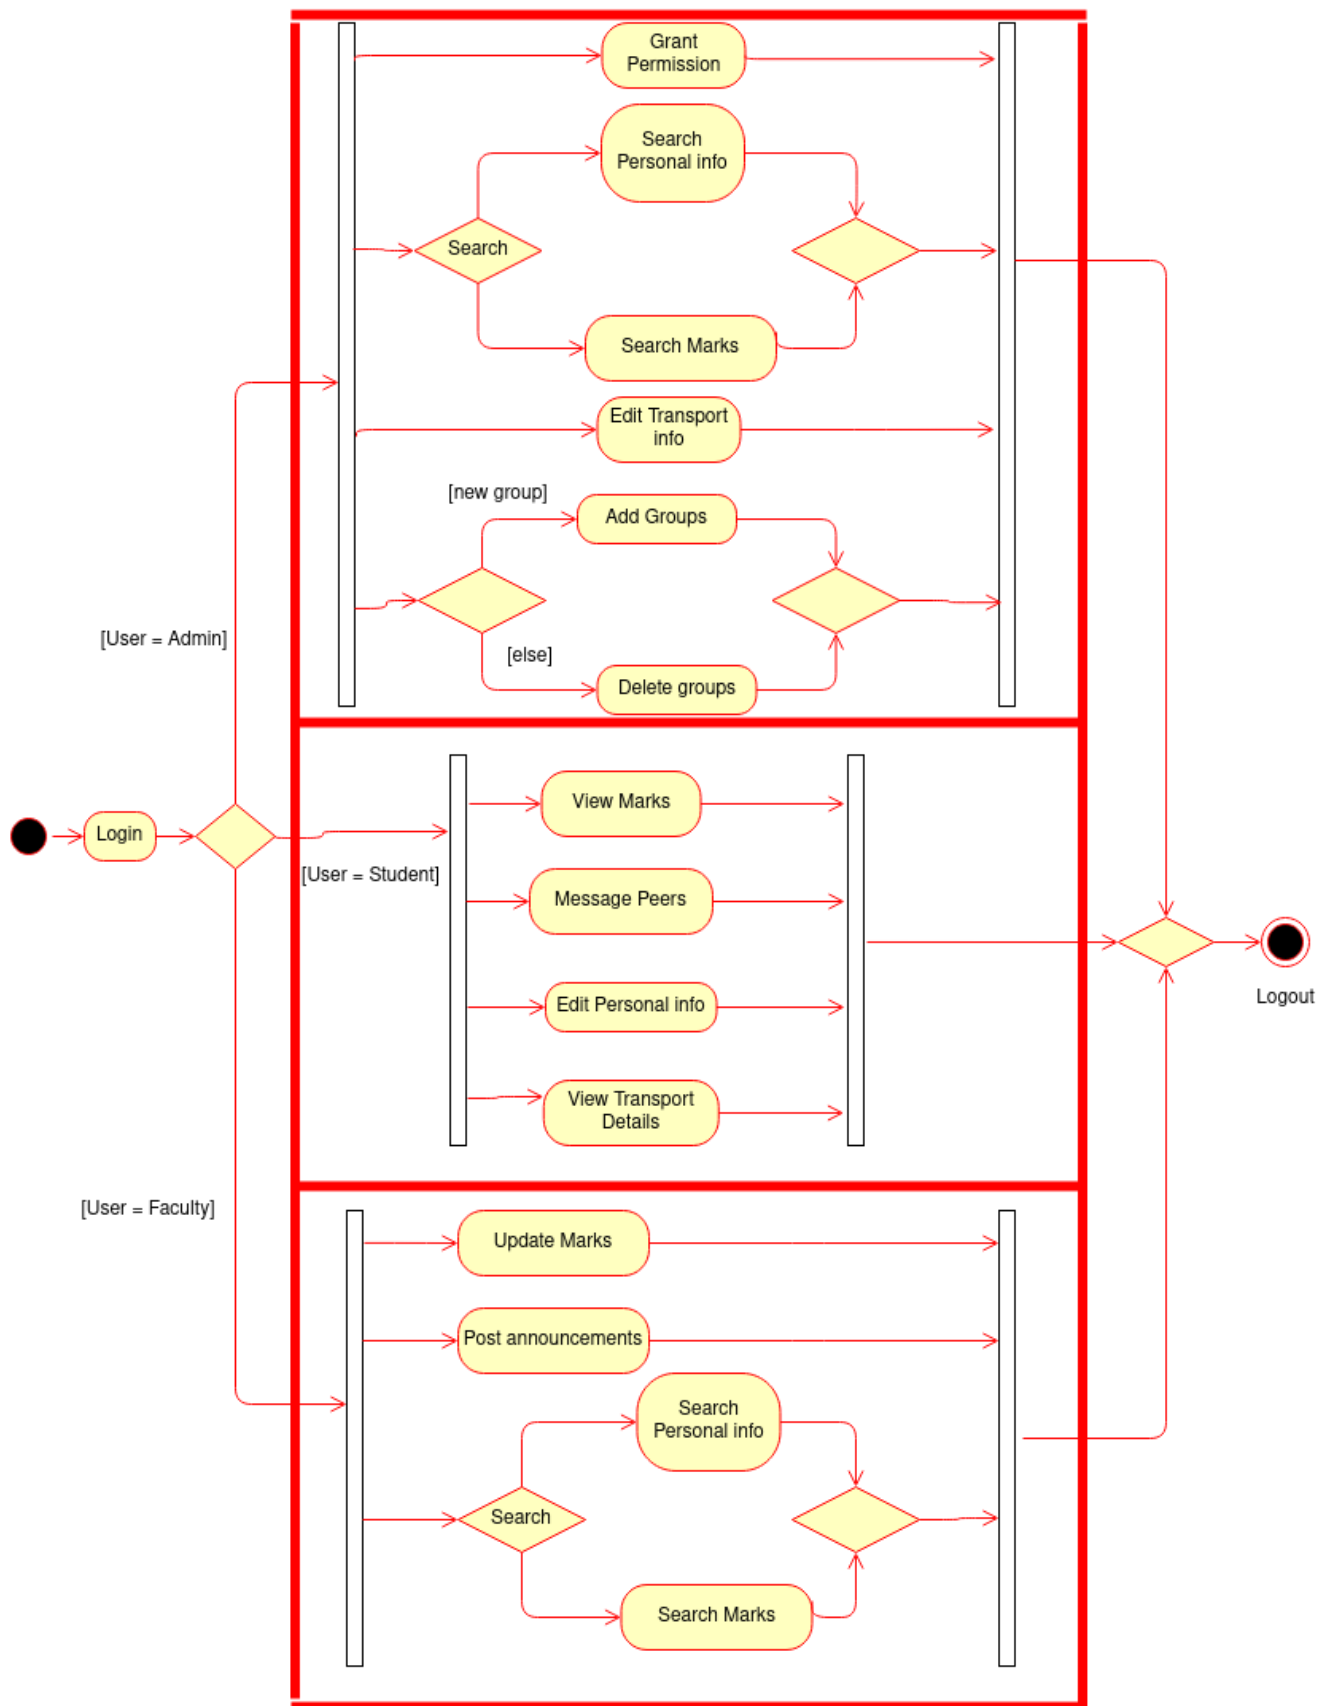 Grant
Permission
Search
Personal info
Search
Search Marks
Edit Transport
info
[new group]
Add Groups
[User = Admin]
[else]
Delete groups
View Marks
Login
[User = Student]
Message Peers
Edit Personal info
Logout
View Transport
Details
[User = Faculty]
Update Marks
Post announcements
Search
Personal info
Search
Search Marks